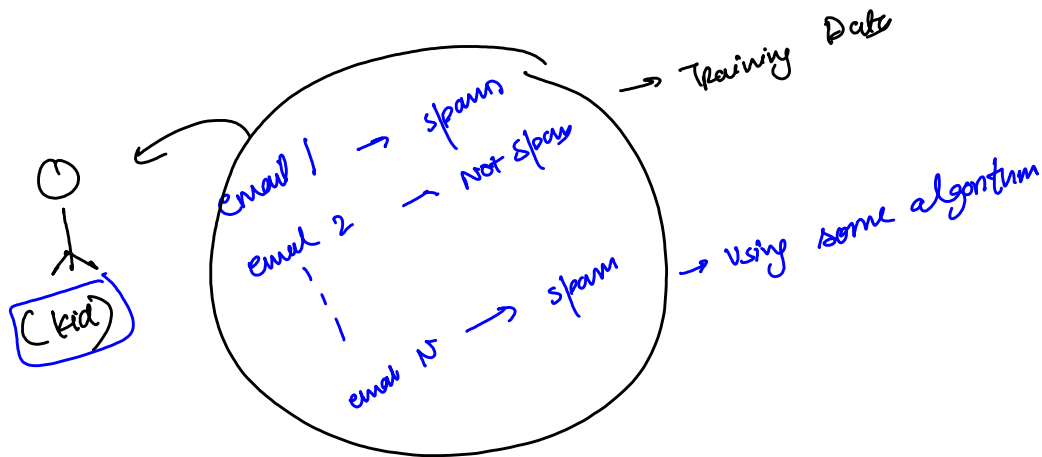 Training Data
email 1 → spam
email 2 → Not Spam
email N → spam
→ Using some algorithm
(kid)